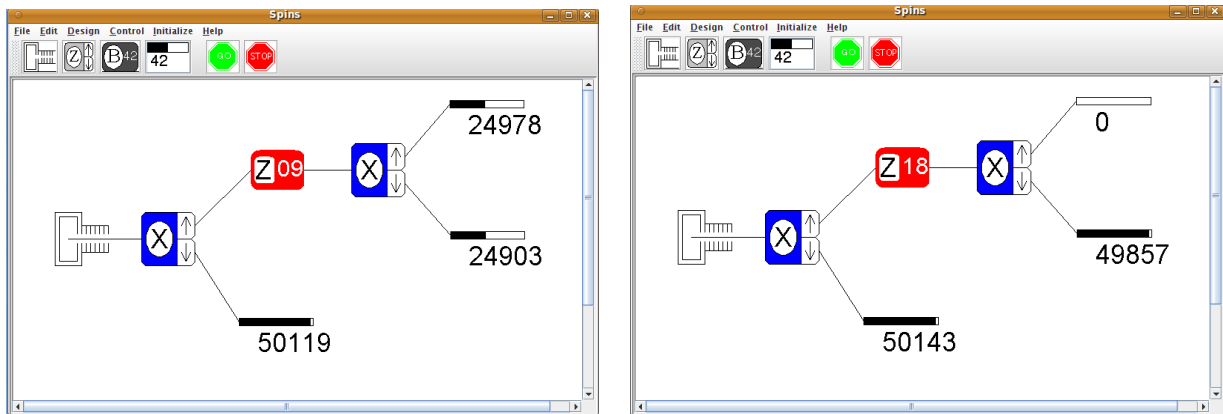 Spins
File Edit Design Control Initialize Help
Z B42 42 GO STOP
24978
Z 09
X
24903
X
50119
Spins
File Edit Design Control Initialize Help
Z B42 42 GO STOP
0
Z 18
X
49857
X
50143